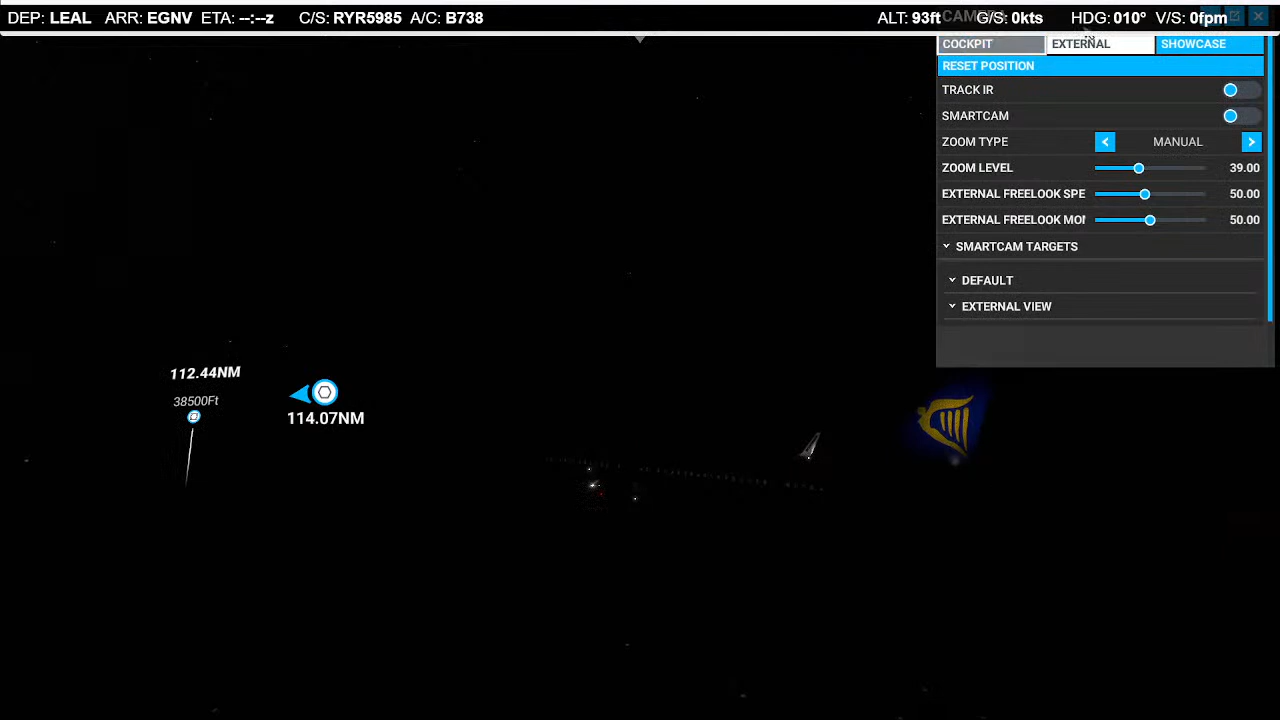 DEP: LEAL ARR: EGNV ETA: --:--z C/S: RYR5985 A/C: B738 ALT: 93ft G/S: 0kts HDG: 010° V/S: 0fpm
CAMERA
COCKPIT EXTERNAL SHOWCASE
RESET POSITION
TRACK IR
SMARTCAM
ZOOM TYPE MANUAL
ZOOM LEVEL 39.00
EXTERNAL FREELOOK SPE 50.00
EXTERNAL FREELOOK MO 50.00
SMARTCAM TARGETS
DEFAULT
EXTERNAL VIEW
112.44NM
38500Ft
114.07NM